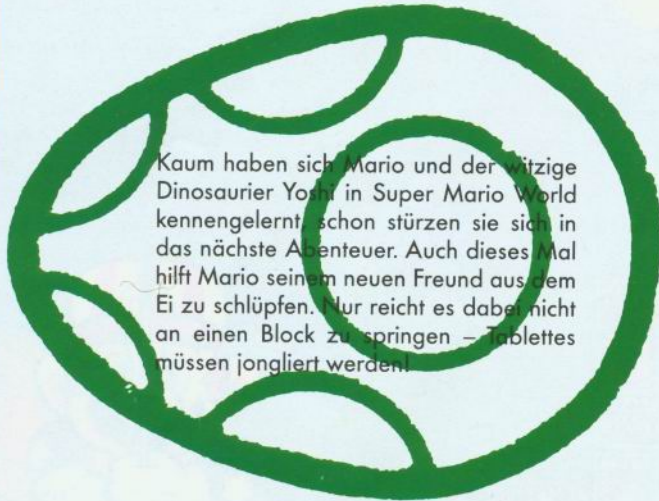 Kaum haben sich Mario und der witzige
Dinosaurier Yoshi in Super Mario World
kennengelernt, schon stürzen sie sich in
das nächste Abenteuer. Auch dieses Mal
hilft Mario seinem neuen Freund aus dem
Ei zu schlüpfen. Nur reicht es dabei nicht
an einen Block zu springen – Tablettes
müssen jongliert werden!